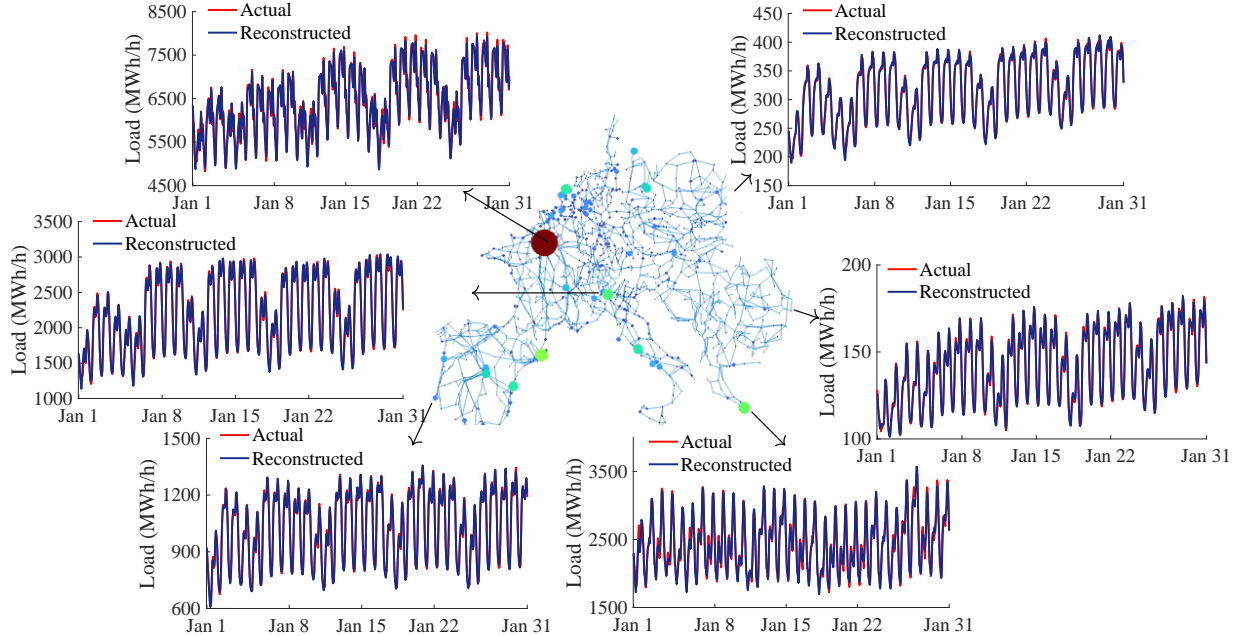 8500
Actual
Reconstructed
7500
6500
5500
4500
Load (MWh/h)
Jan 1
Jan 8
Jan 15
Jan 22
Jan 31
450
Actual
Reconstructed
400
350
300
250
200
150
Load (MWh/h)
Jan 1
Jan 8
Jan 15
Jan 22
Jan 31
3500
Actual
Reconstructed
3000
2500
2000
1500
1000
Load (MWh/h)
Jan 1
Jan 8
Jan 15
Jan 22
Jan 31
200
Actual
Reconstructed
150
100
Load (MWh/h)
Jan 1
Jan 8
Jan 15
Jan 22
Jan 31
1500
Actual
Reconstructed
1200
900
600
Load (MWh/h)
Jan 1
Jan 8
Jan 15
Jan 22
Jan 31
Actual
Reconstructed
3500
2500
1500
Load (MWh/h)
Jan 1
Jan 8
Jan 15
Jan 22
Jan 31